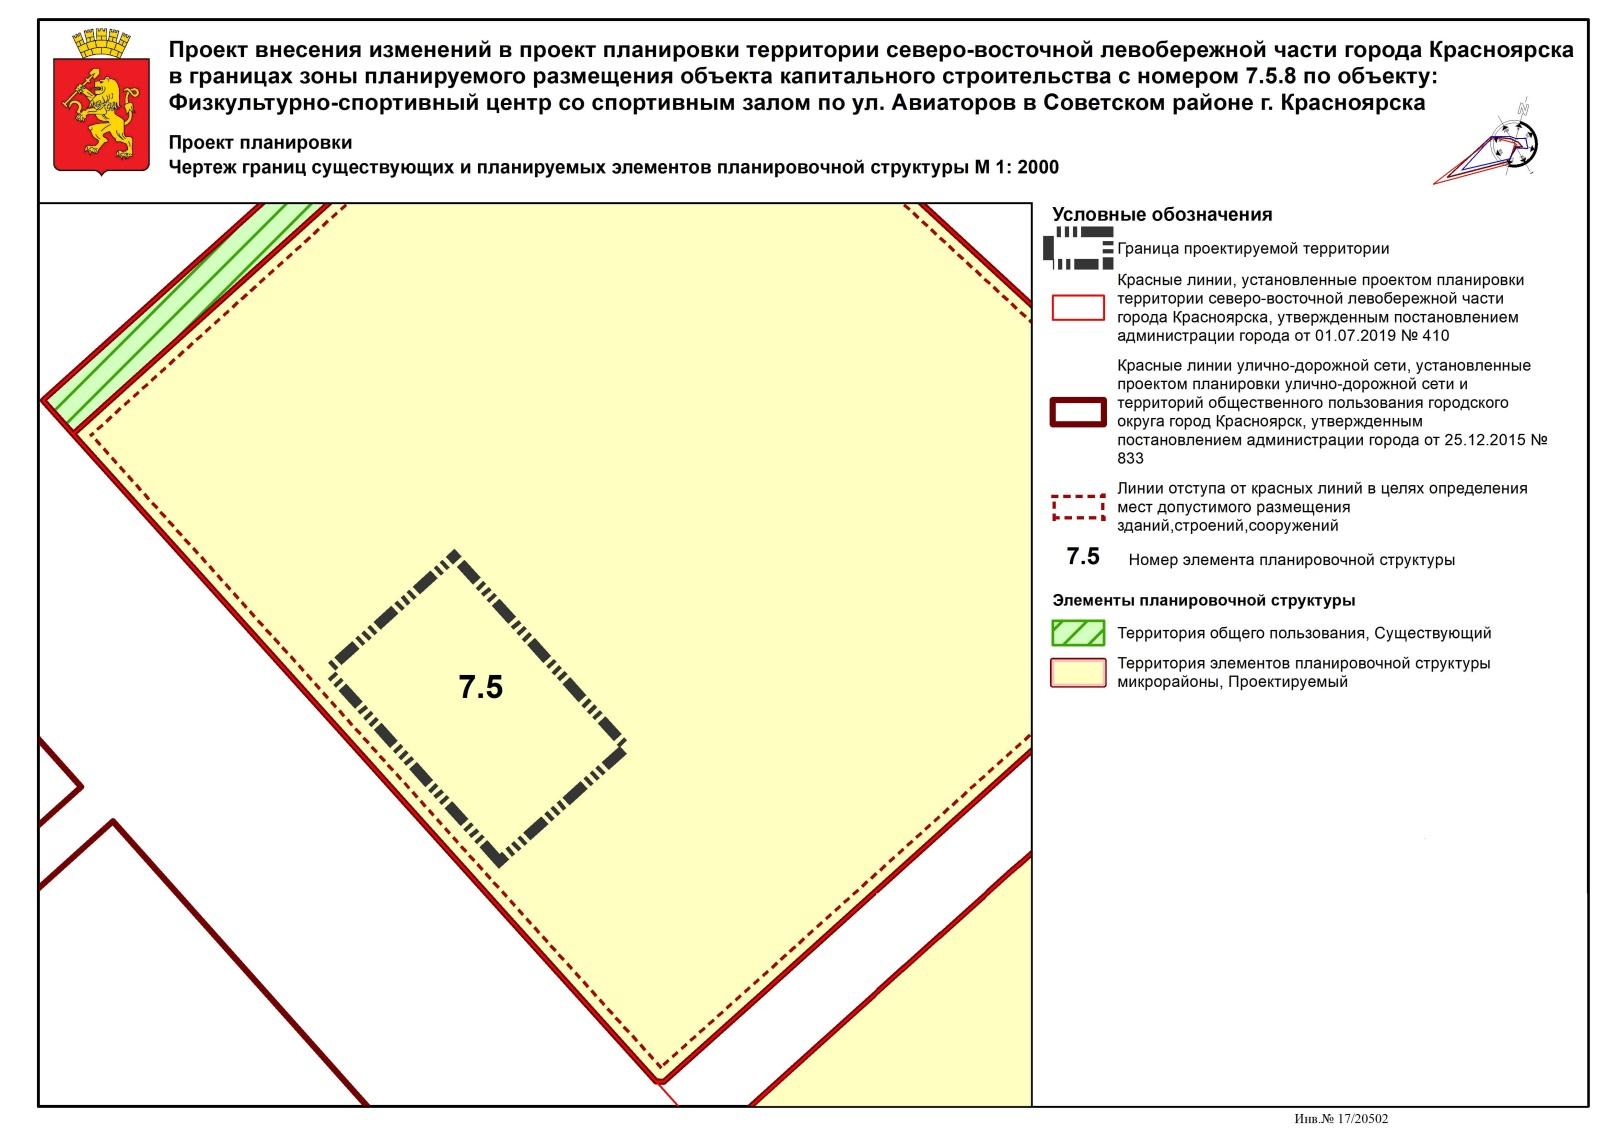 Проект внесения изменений в проект планировки территории северо-восточной левобережной части города Красноярска
в границах зоны планируемого размещения объекта капитального строительства с номером 7.5.8 по объекту:
Физкультурно-спортивный центр со спортивным залом по ул. Авиаторов в Советском районе г. Красноярска
Проект планировки
Чертеж границ существующих и планируемых элементов планировочной структуры М 1: 2000
N
Условные обозначения
Граница проектируемой территории
Красные линии, установленные проектом планировки
территории северо-восточной левобережной части
города Красноярска, утвержденным постановлением
администрации города от 01.07.2019 № 410
Красные линии улично-дорожной сети, установленные
проектом планировки улично-дорожной сети и
территорий общественного пользования городского
округа город Красноярск, утвержденным
постановлением администрации города от 25.12.2015 №
833
Линии отступа от красных линий в целях определения
мест допустимого размещения
зданий,строений,сооружений
7.5 Номер элемента планировочной структуры
Элементы планировочной структуры
Территория общего пользования, Существующий
Территория элементов планировочной структуры
микрорайоны, Проектируемый
7.5
Инв.№ 17/20502